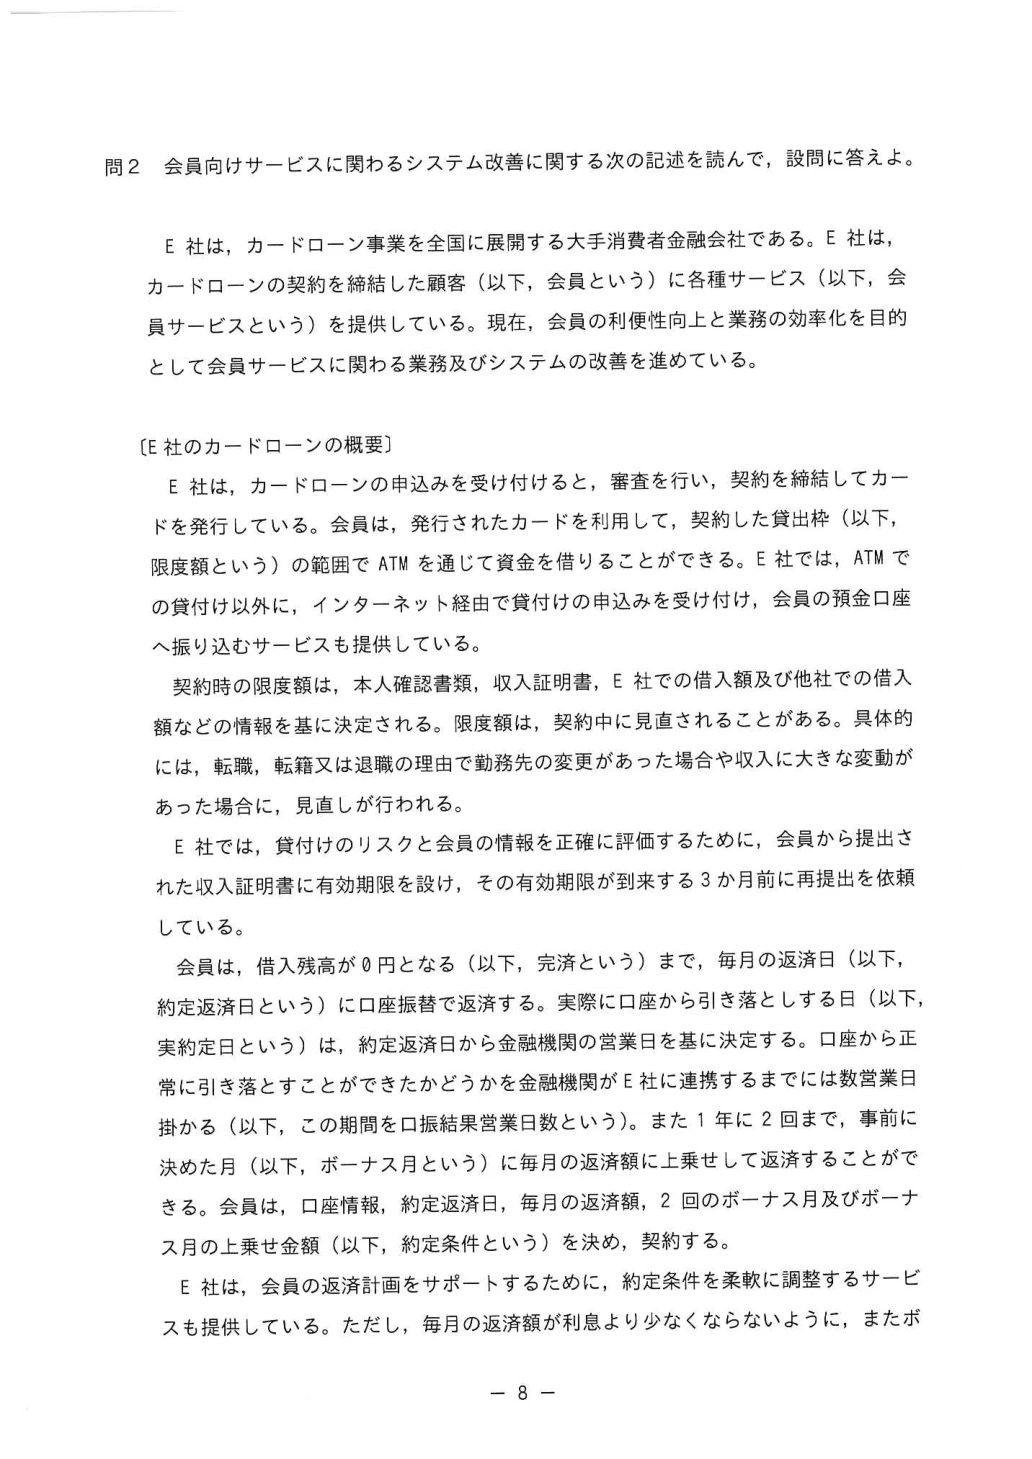 問２　会員向けサービスに関わるシステム改善に関する次の記述を読んで，設問に答えよ。
E 社は，カードローン事業を全国に展開する大手消費者金融会社である。E 社は，
カードローンの契約を締結した顧客（以下，会員という）に各種サービス（以下，会
員サービスという）を提供している。現在，会員の利便性向上と業務の効率化を目的
として会員サービスに関わる業務及びシステムの改善を進めている。
〔E 社のカードローンの概要〕
E 社は，カードローンの申込みを受け付けると，審査を行い，契約を締結してカー
ドを発行している。会員は，発行されたカードを利用して，契約した貸出枠（以下，
限度額という）の範囲で ATM を通じて資金を借りることができる。E 社では，ATM で
の貸付け以外に，インターネット経由で貸付けの申込みを受け付け，会員の預金口座
へ振り込むサービスも提供している。
契約時の限度額は，本人確認書類，収入証明書，E 社での借入額及び他社での借入
額などの情報を基に決定される。限度額は，契約中に見直されることがある。具体的
には，転職，転籍又は退職の理由で勤務先の変更があった場合や収入に大きな変動が
あった場合に，見直しが行われる。
E 社では，貸付けのリスクと会員の情報を正確に評価するために，会員から提出さ
れた収入証明書に有効期限を設け，その有効期限が到来する 3 か月前に再提出を依頼
している。
会員は，借入残高が 0 円となる（以下，完済という）まで，毎月の返済日（以下，
約定返済日という）に口座振替で返済する。実際に口座から引き落としする日（以下，
実約定日という）は，約定返済日から金融機関の営業日を基に決定する。口座から正
常に引き落とすことができたかどうかを金融機関が E 社に連携するまでには数営業日
掛かる（以下，この期間を口振結果営業日数という）。また 1 年に 2 回まで，事前に
決めた月（以下，ボーナス月という）に毎月の返済額に上乗せして返済することがで
きる。会員は，口座情報，約定返済日，毎月の返済額，2 回のボーナス月及びボーナ
ス月の上乗せ金額（以下，約定条件という）を決め，契約する。
E 社は，会員の返済計画をサポートするために，約定条件を柔軟に調整するサービ
スも提供している。ただし，毎月の返済額が利息より少なくならないように，またボ
－ 8 －